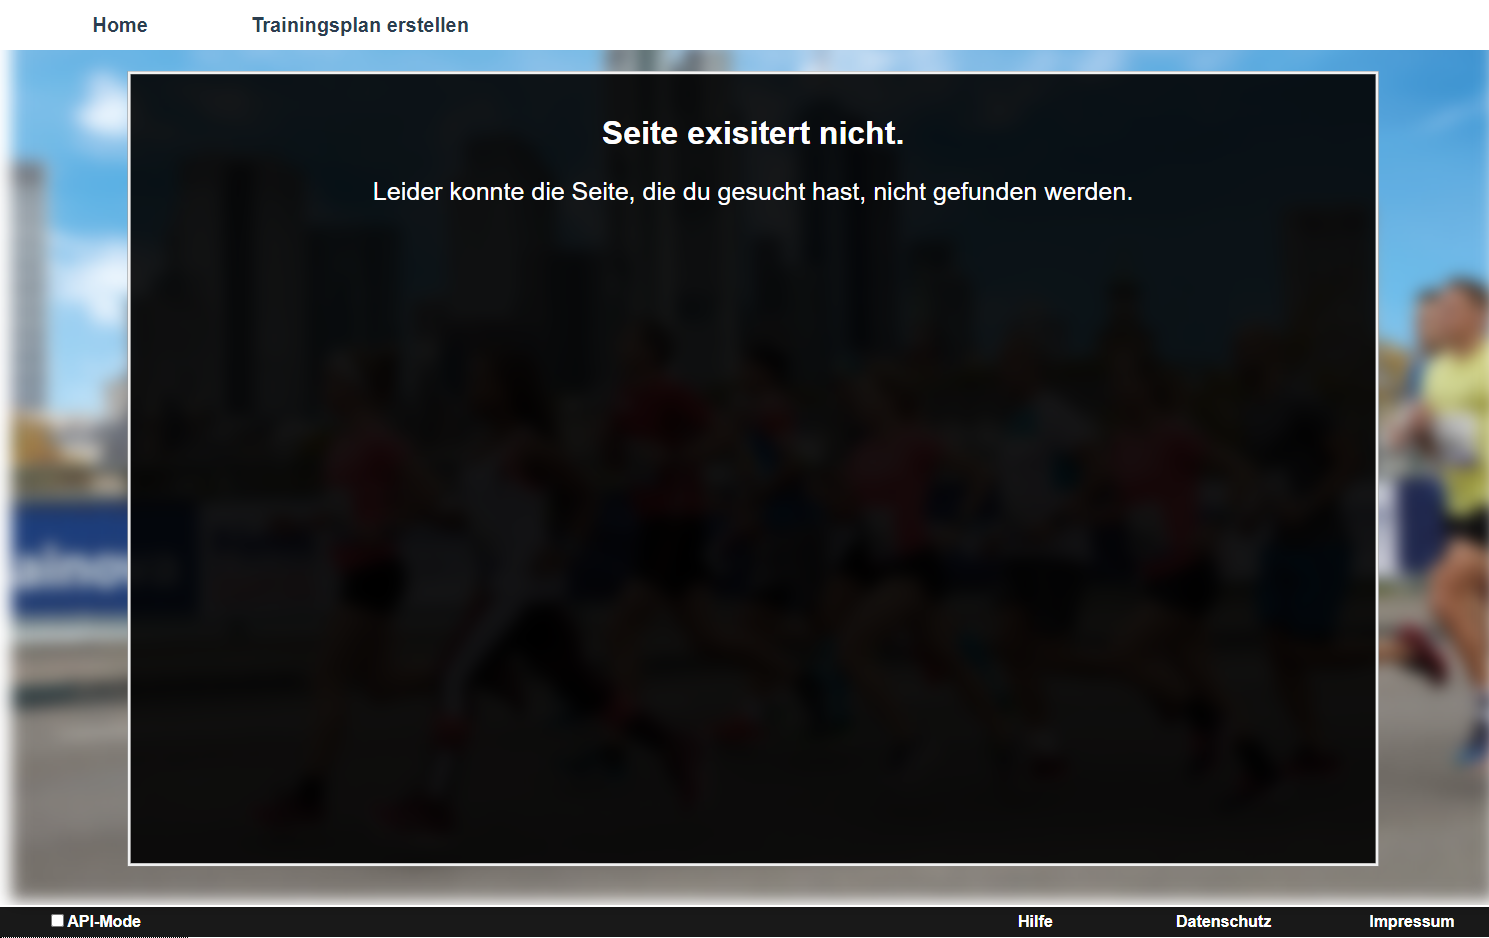 Home Trainingsplan erstellen
Seite exisitert nicht.
Leider konnte die Seite, die du gesucht hast, nicht gefunden werden.
API-Mode Hilfe Datenschutz Impressum